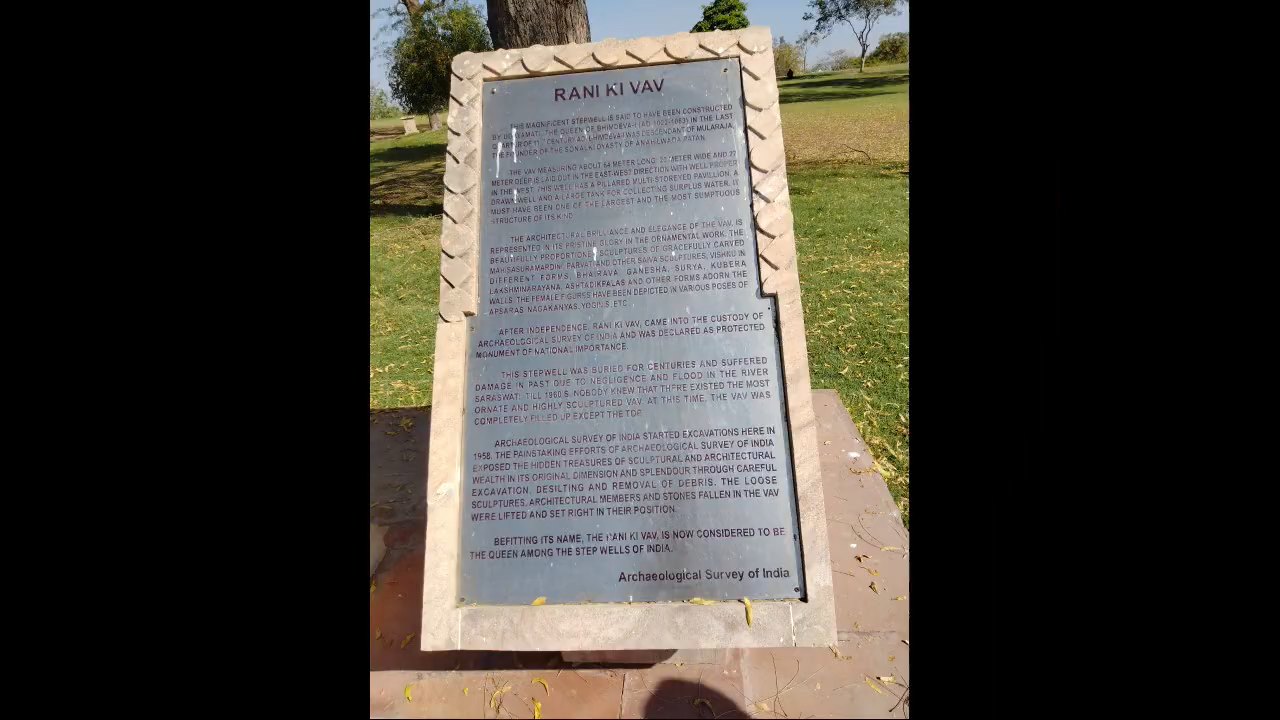 RANI KI VAV
THIS MAGNIFICENT STEPWELL IS SAID TO HAVE BEEN CONSTRUCTED
BY THE QUEEN OF BHIMDEVA-I (AD 1022-1063) IN THE LAST
QUARTER OF 11TH CENTURY AD. BHIMDEVA-I WAS DESCENDANT OF MULARAJA,
THE FOUNDER OF THE DYASTY OF ANAHILWADA PATAN.
THE VAV MEASURING ABOUT 64 METER LONG, 20 METER WIDE AND 27
METER DEEP IS LAID OUT IN THE EAST-WEST DIRECTION WITH WELL PROPER
IN THE WEST. THIS WELL HAS A PILLARED MULTI-STOREYED PAVILLION, A
DRAW WELL AND A LARGE TANK FOR COLLECTING SURPLUS WATER. IT
MUST HAVE BEEN ONE OF THE LARGEST AND THE MOST SUMPTUOUS
STRUCTURE OF ITS KIND.
THE ARCHITECTURAL BRILLIANCE AND ELEGANCE OF THE VAV, IS
REPRESENTED IN ITS PRISTINE GLORY IN THE ORNAMENTAL WORK. THE
BEAUTIFULLY PROPORTIONED SCULPTURES OF GRACEFULLY CARVED
MAHISASURAMARDINI, PARVATI AND OTHER SAIVA SCULPTURES, VISHNU IN
DIFFERENT FORMS, BHAIRAVA, GANESHA, SURYA, KUBERA
LAKSHMINARAYANA, ASHTADIKPALAS AND OTHER FORMS ADORN THE
WALLS. THE FEMALE FIGURES HAVE BEEN DEPICTED IN VARIOUS POSES OF
APSARAS, NAGAKANYAS, YOGINIS, ETC.
AFTER INDEPENDENCE, RANI KI VAV, CAME INTO THE CUSTODY OF
ARCHAEOLOGICAL SURVEY OF INDIA AND WAS DECLARED AS PROTECTED
MONUMENT OF NATIONAL IMPORTANCE.
THIS STEPWELL WAS BURIED FOR CENTURIES AND SUFFERED
DAMAGE IN PAST DUE TO NEGLIGENCE AND FLOOD IN THE RIVER
SARASWATI. TILL 1960'S, NOBODY KNEW THAT THERE EXISTED THE MOST
ORNATE AND HIGHLY SCULPTURED VAV. AT THIS TIME, THE VAV WAS
COMPLETELY FILLED UP EXCEPT THE TOP.
ARCHAEOLOGICAL SURVEY OF INDIA STARTED EXCAVATIONS HERE IN
1958. THE PAINSTAKING EFFORTS OF ARCHAEOLOGICAL SURVEY OF INDIA
EXPOSED THE HIDDEN TREASURES OF SCULPTURAL AND ARCHITECTURAL
WEALTH IN ITS ORIGINAL DIMENSION AND SPLENDOUR THROUGH CAREFUL
EXCAVATION, DESILTING AND REMOVAL OF DEBRIS. THE LOOSE
SCULPTURES, ARCHITECTURAL MEMBERS AND STONES FALLEN IN THE VAV
WERE LIFTED AND SET RIGHT IN THEIR POSITION.
BEFITTING ITS NAME, THE RANI KI VAV, IS NOW CONSIDERED TO BE
THE QUEEN AMONG THE STEP WELLS OF INDIA.
Archaeological Survey of India